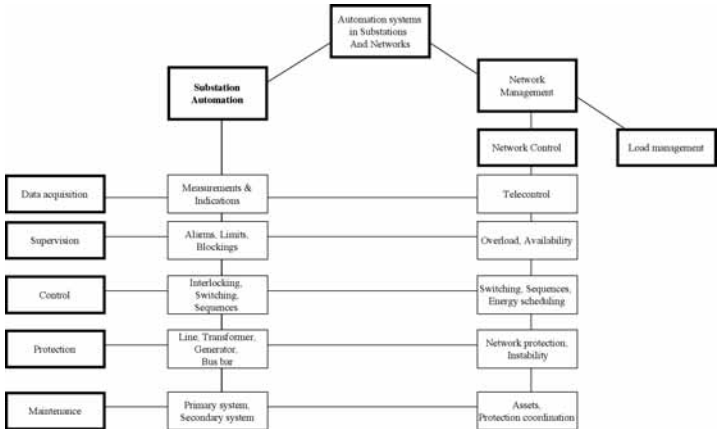 Automation systems
in Substations
And Networks
Substation
Automation
Network
Management
Network Control
Load management
Data acquisition
Measurements &
Indications
Telecontrol
Supervision
Alarms, Limits,
Blockings
Overload, Availability
Control
Interlocking,
Switching,
Sequences
Switching, Sequences,
Energy scheduling
Protection
Line, Transformer,
Generator,
Bus bar
Network protection,
Instability
Maintenance
Primary system,
Secondary system
Assets,
Protection coordination